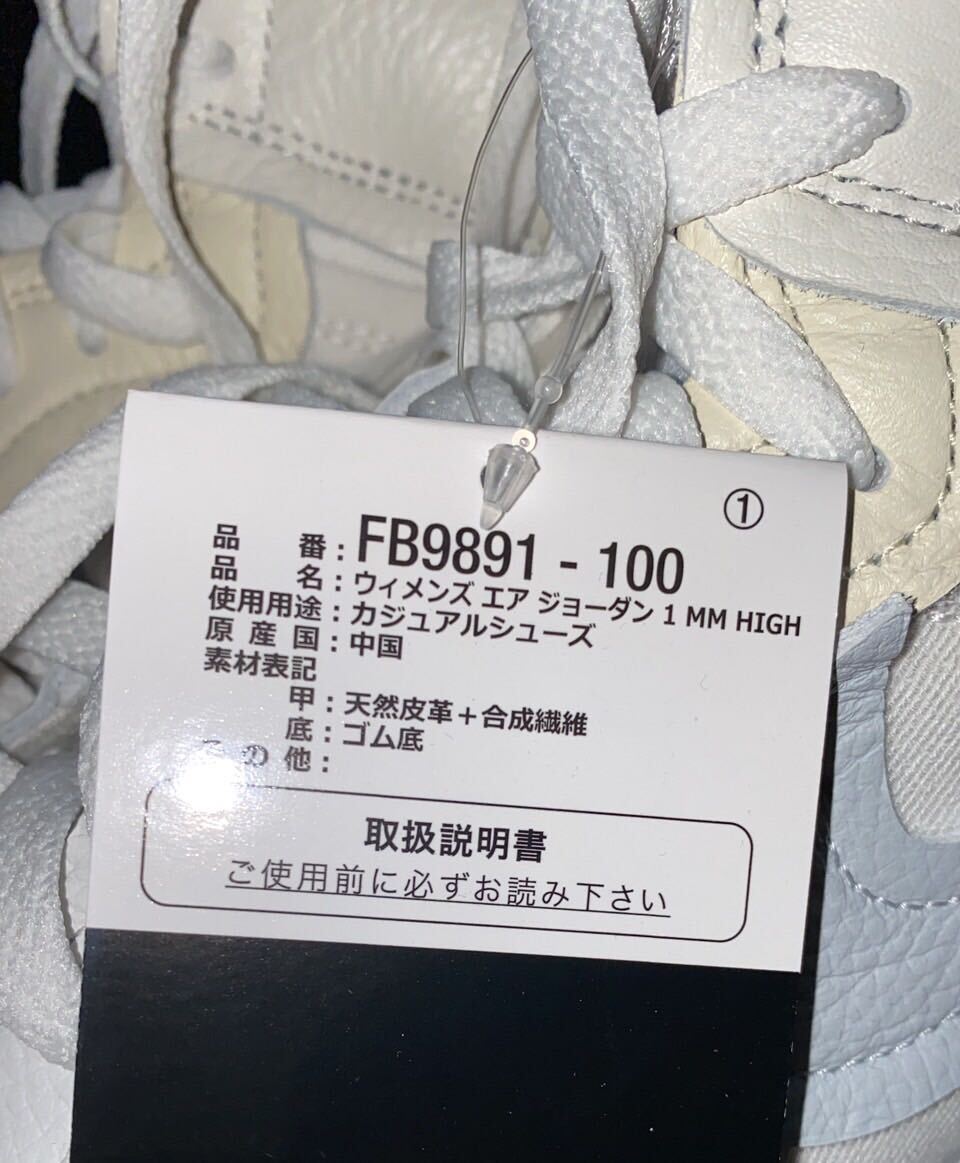 ①
品番：FB9891 - 100
品名：ウィメンズ エア ジョーダン 1 MM HIGH
使用用途：カジュアルシューズ
原産国：中国
素材表記
甲：天然皮革＋合成繊維
底：ゴム底
その他：
取扱説明書
ご使用前に必ずお読み下さい